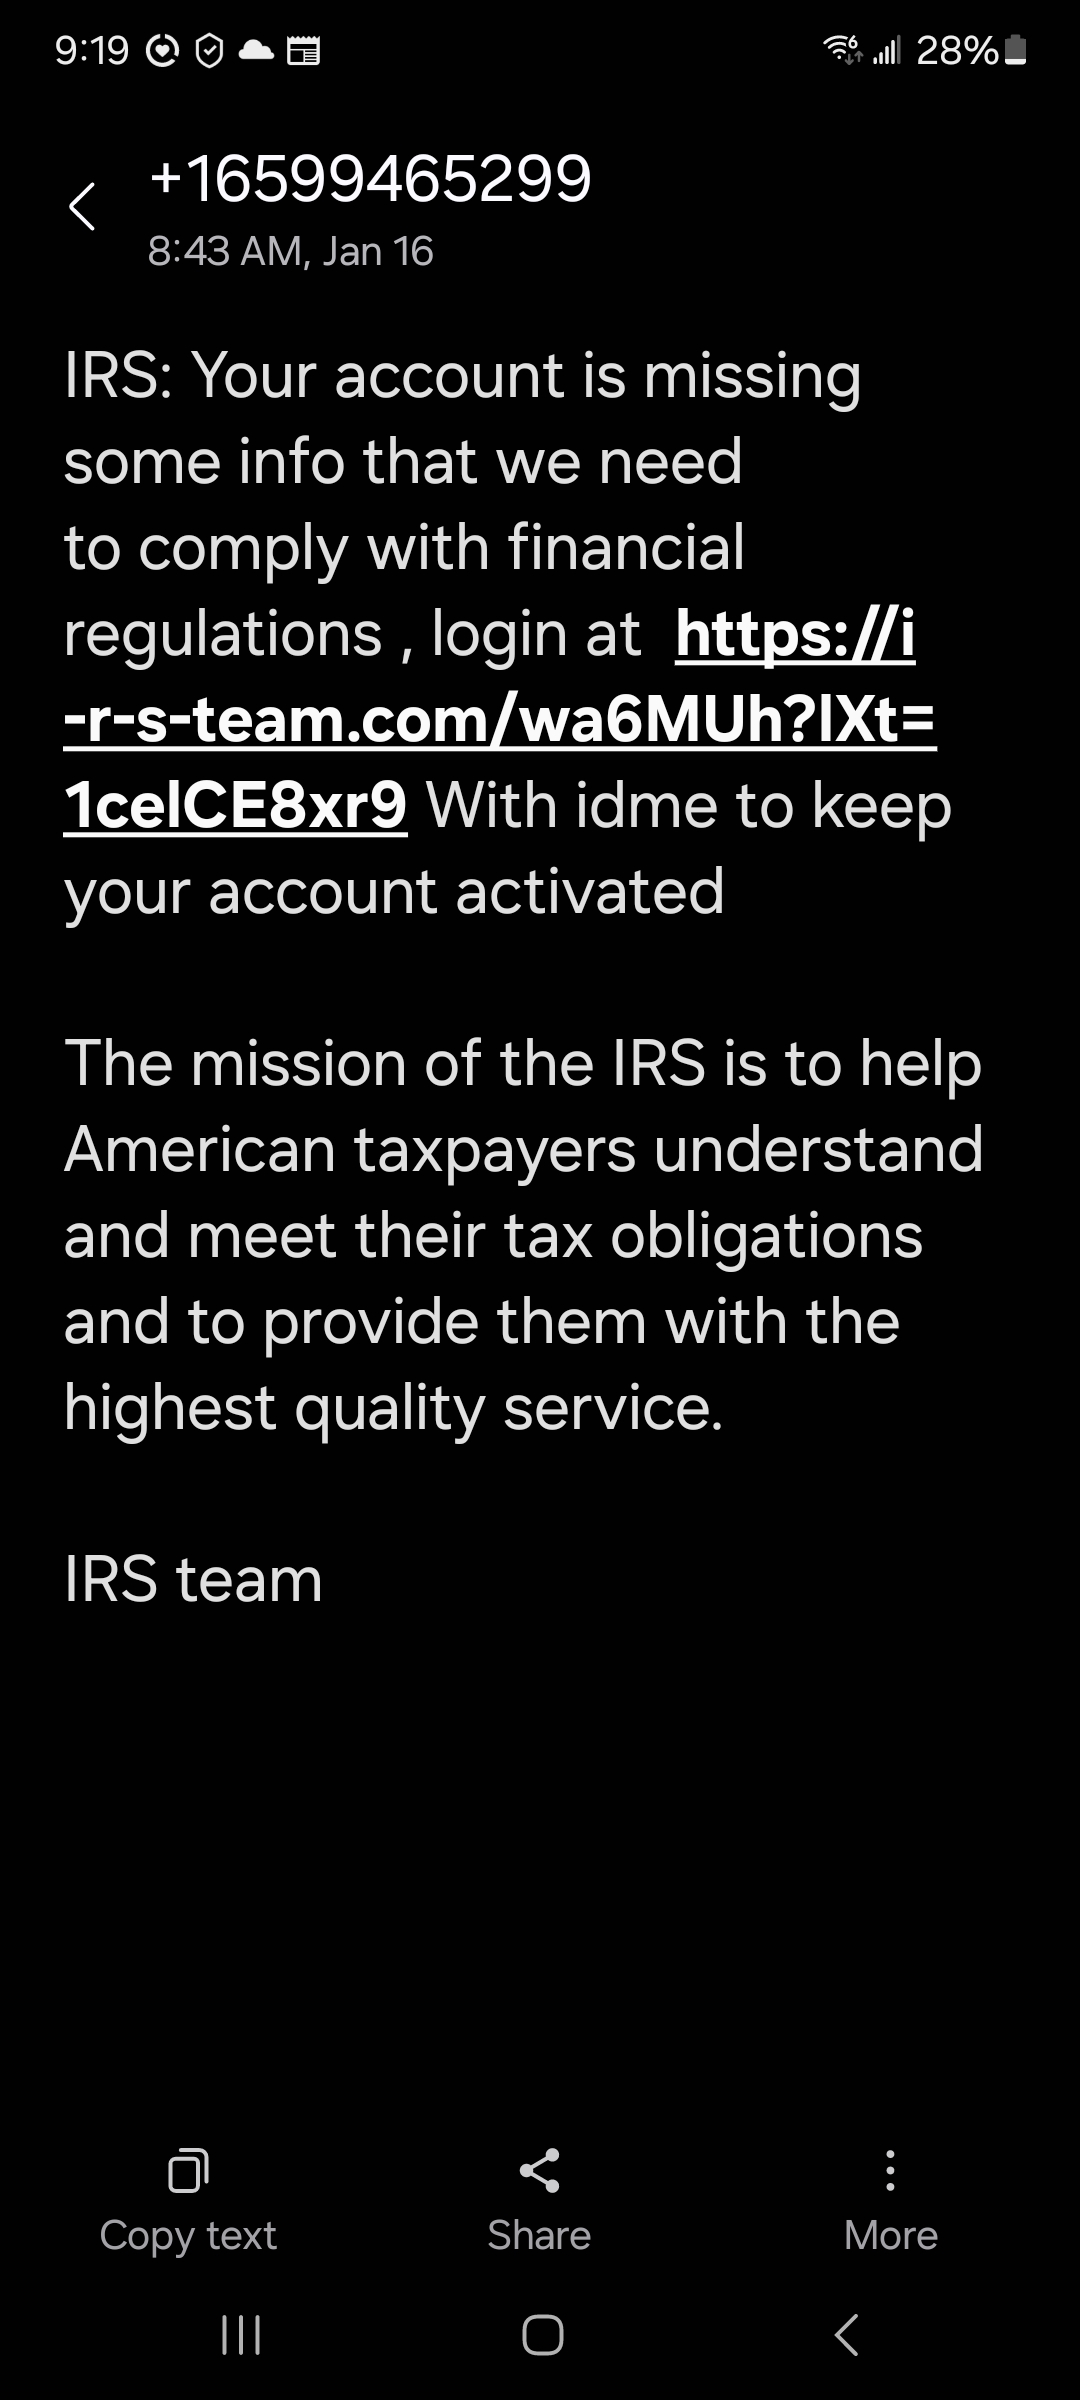 9:19 28%
+16599465299
8:43 AM, Jan 16
IRS: Your account is missing
some info that we need
to comply with financial
regulations , login at  https://i
-r-s-team.com/wa6MUh?lXt=
1celCE8xr9 With idme to keep
your account activated
The mission of the IRS is to help
American taxpayers understand
and meet their tax obligations
and to provide them with the
highest quality service.
IRS team
Copy text Share More